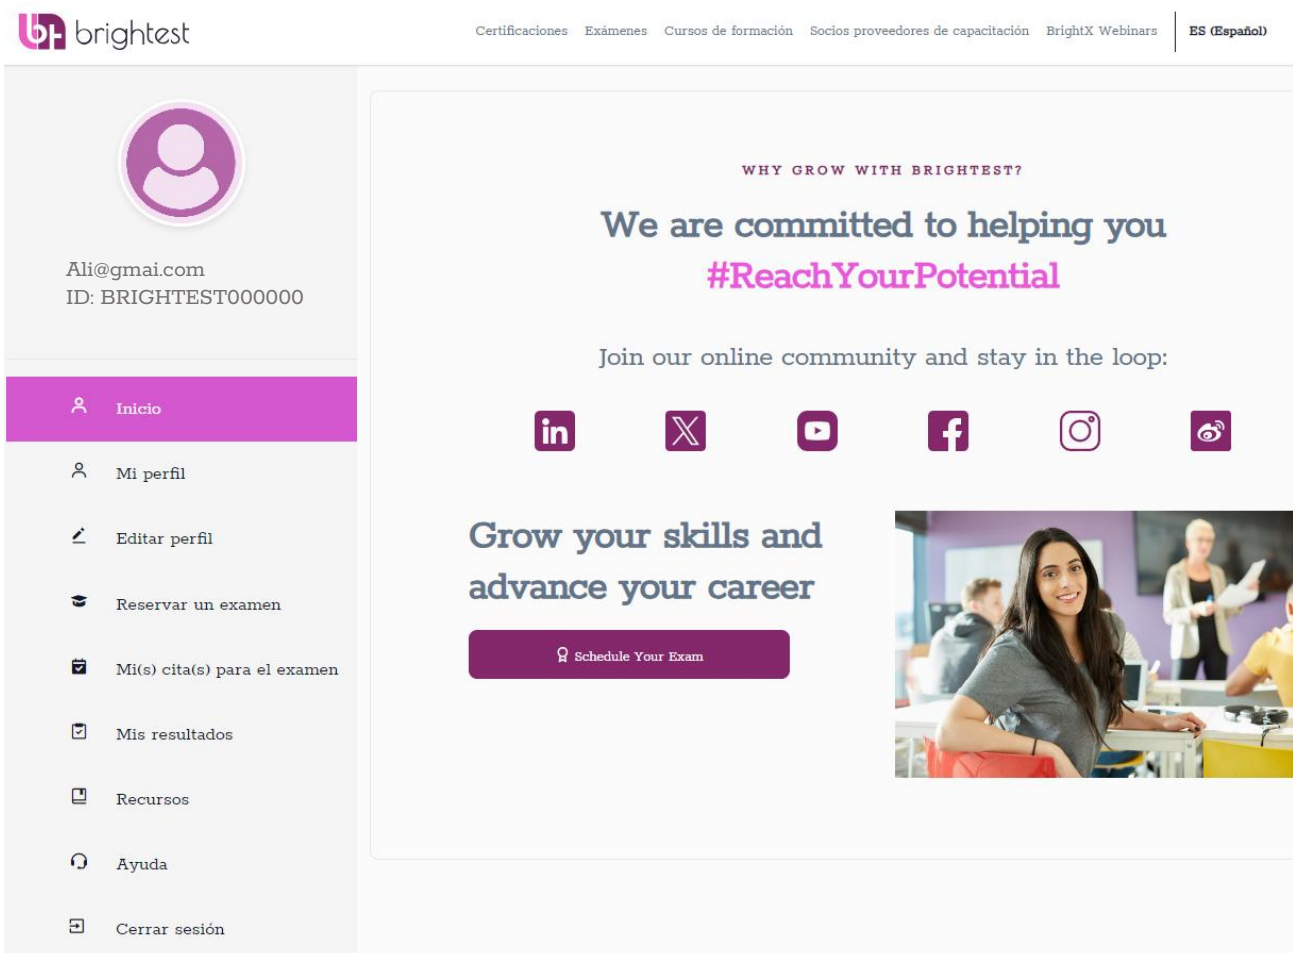 brightest
Certificaciones Exámenes Cursos de formación Socios proveedores de capacitación BrightX Webinars ES (Español)
Ali@gmai.com
ID: BRIGHTEST000000
Inicio
Mi perfil
Editar perfil
Reservar un examen
Mi(s) cita(s) para el examen
Mis resultados
Recursos
Ayuda
Cerrar sesión
WHY GROW WITH BRIGHTEST?
We are committed to helping you
#ReachYourPotential
Join our online community and stay in the loop:
Grow your skills and
advance your career
Schedule Your Exam